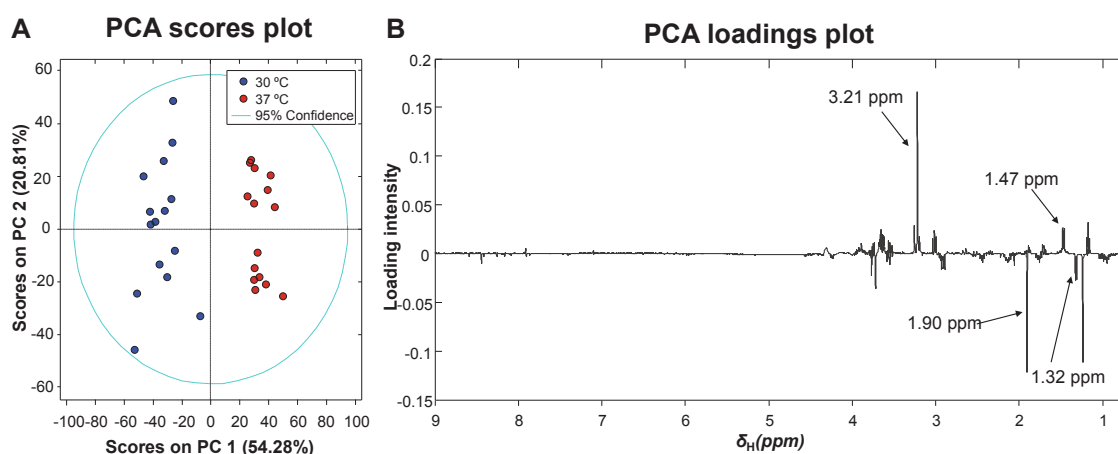 A
PCA scores plot
60
40
20
0
-20
-40
-60
-100-80 -60 -40 -20 0 20 40 60 80 100
Scores on PC 2 (20.81%)
Scores on PC 1 (54.28%)
30 ºC
37 ºC
95% Confidence
B
PCA loadings plot
0.2
0.15
0.1
0.05
0
-0.05
-0.1
-0.15
Loading intensity
3.21 ppm
1.47 ppm
1.90 ppm
1.32 ppm
9 8 7 6 5 4 3 2 1
δH(ppm)